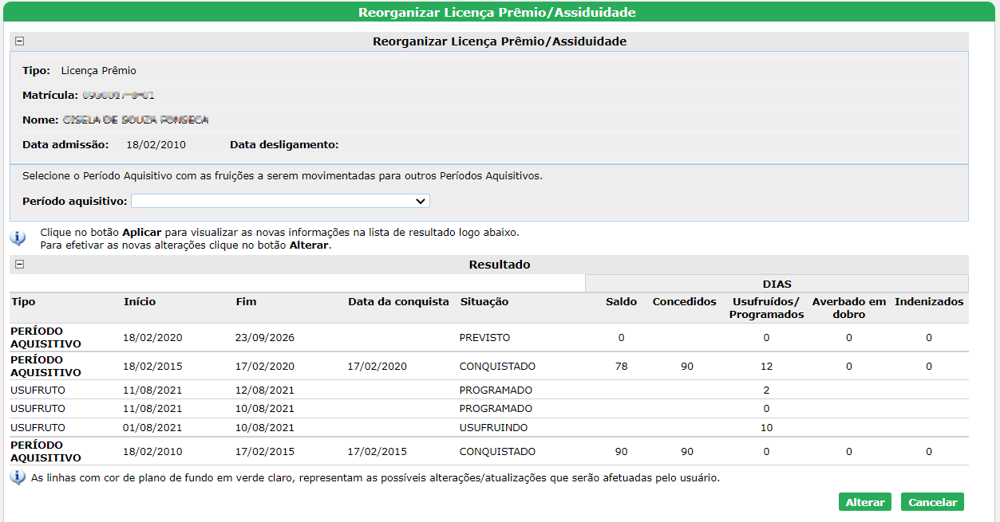 Reorganizar Licença Prêmio/Assiduidade
Reorganizar Licença Prêmio/Assiduidade
Tipo: Licença Prêmio
Matrícula:
Nome:
Data admissão: 18/02/2010 Data desligamento:
Selecione o Período Aquisitivo com as fruições a serem movimentadas para outros Períodos Aquisitivos.
Período aquisitivo:
Clique no botão Aplicar para visualizar as novas informações na lista de resultado logo abaixo.
Para efetivar as novas alterações clique no botão Alterar.
Resultado
DIAS
Tipo Início Fim Data da conquista Situação Saldo Concedidos Usufruídos/ Averbado em Indenizados
Programados dobro
PERÍODO
AQUISITIVO 18/02/2020 23/09/2026 PREVISTO 0 0 0 0
PERÍODO
AQUISITIVO 18/02/2015 17/02/2020 17/02/2020 CONQUISTADO 78 90 12 0 0
USUFRUTO 11/08/2021 12/08/2021 PROGRAMADO 2
USUFRUTO 11/08/2021 10/08/2021 PROGRAMADO 0
USUFRUTO 01/08/2021 10/08/2021 USUFRUINDO 10
PERÍODO
AQUISITIVO 18/02/2010 17/02/2015 17/02/2015 CONQUISTADO 90 90 0 0 0
As linhas com cor de plano de fundo em verde claro, representam as possíveis alterações/atualizações que serão afetuadas pelo usuário.
Alterar Cancelar